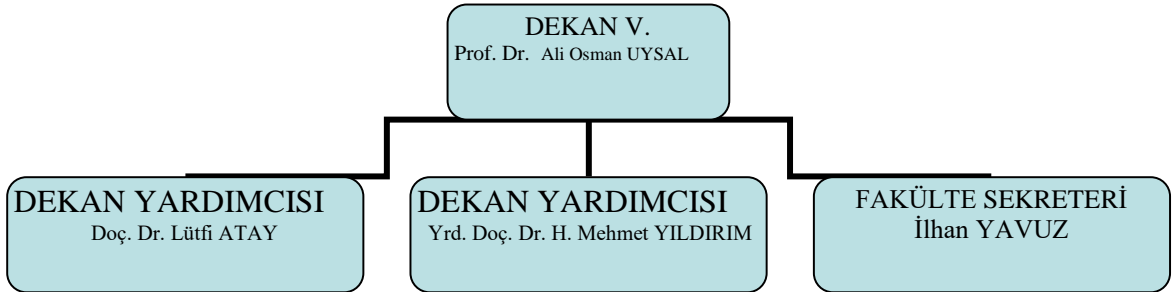 DEKAN V.
Prof. Dr. Ali Osman UYSAL
DEKAN YARDIMCISI
Doç. Dr. Lütfi ATAY
DEKAN YARDIMCISI
Yrd. Doç. Dr. H. Mehmet YILDIRIM
FAKÜLTE SEKRETERİ
İlhan YAVUZ